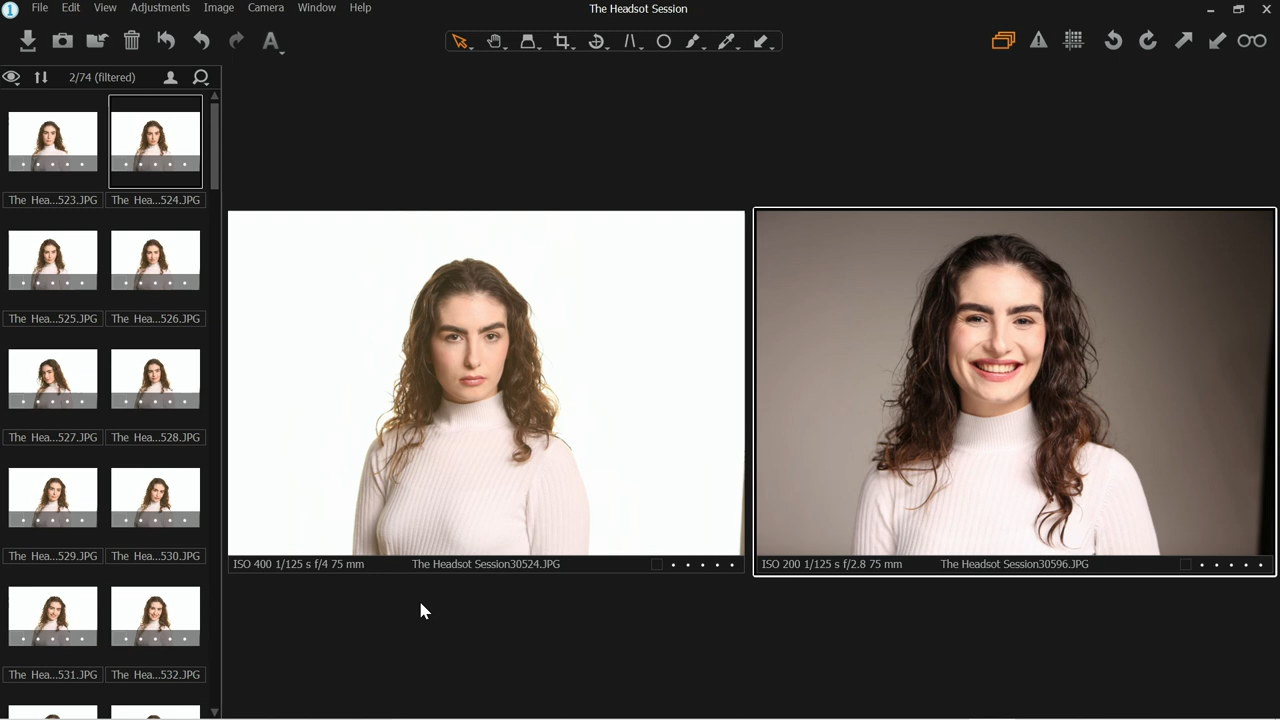 File Edit View Adjustments Image Camera Window Help
The Headsot Session
2/74 (filtered)
The Hea...523.JPG The Hea...524.JPG
The Hea...525.JPG The Hea...526.JPG
The Hea...527.JPG The Hea...528.JPG
The Hea...529.JPG The Hea...530.JPG
The Hea...531.JPG The Hea...532.JPG
ISO 400 1/125 s f/4 75 mm The Headsot Session30524.JPG
ISO 200 1/125 s f/2.8 75 mm The Headsot Session30596.JPG